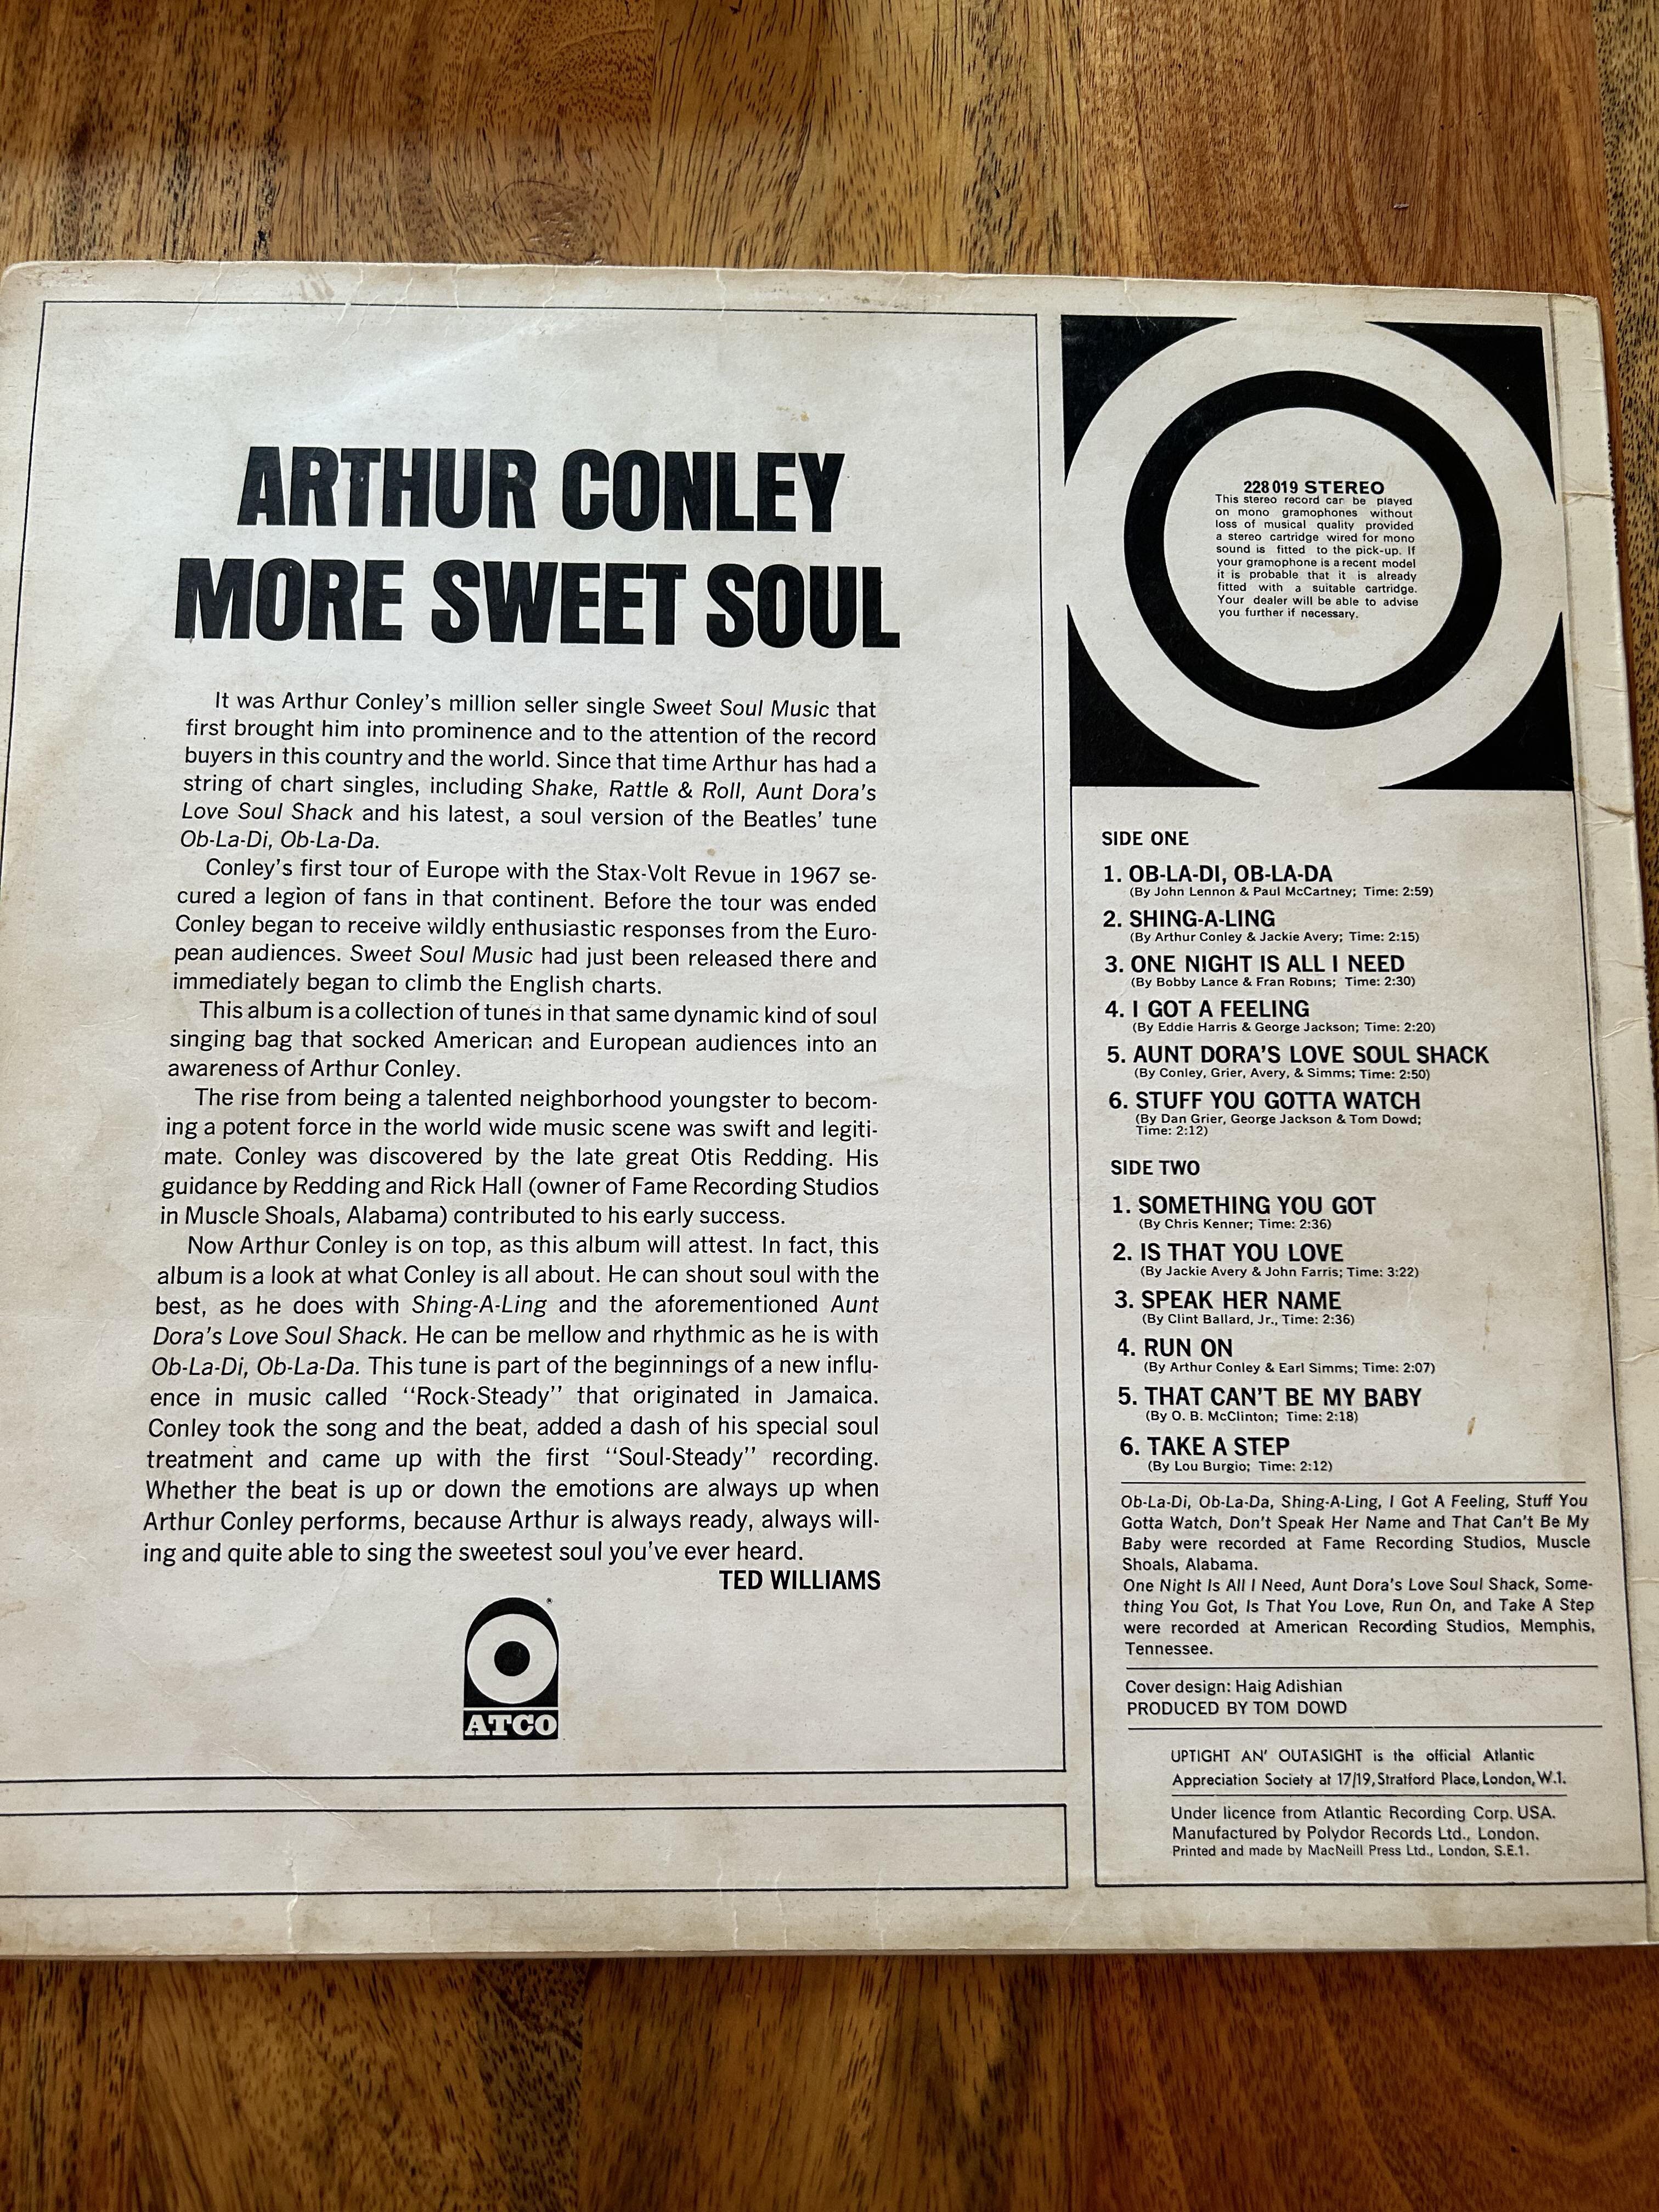 ARTHUR CONLEY
MORE SWEET SOUL
It was Arthur Conley's million seller single Sweet Soul Music that
first brought him into prominence and to the attention of the record
buyers in this country and the world. Since that time Arthur has had a
string of chart singles, including Shake, Rattle & Roll, Aunt Dora's
Love Soul Shack and his latest, a soul version of the Beatles' tune
Ob-La-Di, Ob-La-Da.
Conley's first tour of Europe with the Stax-Volt Revue in 1967 se-
cured a legion of fans in that continent. Before the tour was ended
Conley began to receive wildly enthusiastic responses from the Euro-
pean audiences. Sweet Soul Music had just been released there and
immediately began to climb the English charts.
This album is a collection of tunes in that same dynamic kind of soul
singing bag that socked American and European audiences into an
awareness of Arthur Conley.
The rise from being a talented neighborhood youngster to becom-
ing a potent force in the world wide music scene was swift and legiti-
mate. Conley was discovered by the late great Otis Redding. His
guidance by Redding and Rick Hall (owner of Fame Recording Studios
in Muscle Shoals, Alabama) contributed to his early success.
Now Arthur Conley is on top, as this album will attest. In fact, this
album is a look at what Conley is all about. He can shout soul with the
best, as he does with Shing-A-Ling and the aforementioned Aunt
Dora's Love Soul Shack. He can be mellow and rhythmic as he is with
Ob-La-Di, Ob-La-Da. This tune is part of the beginnings of a new influ-
ence in music called "Rock-Steady" that originated in Jamaica.
Conley took the song and the beat, added a dash of his special soul
treatment and came up with the first "Soul-Steady" recording.
Whether the beat is up or down the emotions are always up when
Arthur Conley performs, because Arthur is always ready, always will-
ing and quite able to sing the sweetest soul you've ever heard.
TED WILLIAMS
ATCO
228 019 STEREO
This stereo record can be played
on mono gramophones without
loss of musical quality provided
a stereo cartridge wired for mono
sound is fitted to the pick-up. If
your gramophone is a recent model
it is probable that it is already
fitted with a suitable cartridge.
Your dealer will be able to advise
you further if necessary.
SIDE ONE
1. OB-LA-DI, OB-LA-DA
(By John Lennon & Paul McCartney; Time: 2:59)
2. SHING-A-LING
(By Arthur Conley & Jackie Avery; Time: 2:15)
3. ONE NIGHT IS ALL I NEED
(By Bobby Lance & Fran Robins; Time: 2:30)
4. I GOT A FEELING
(By Eddie Harris & George Jackson; Time: 2:20)
5. AUNT DORA'S LOVE SOUL SHACK
(By Conley, Grier, Avery, & Simms; Time: 2:50)
6. STUFF YOU GOTTA WATCH
(By Dan Grier, George Jackson & Tom Dowd;
Time: 2:12)
SIDE TWO
1. SOMETHING YOU GOT
(By Chris Kenner; Time: 2:36)
2. IS THAT YOU LOVE
(By Jackie Avery & John Farris; Time: 3:22)
3. SPEAK HER NAME
(By Clint Ballard, Jr., Time: 2:36)
4. RUN ON
(By Arthur Conley & Earl Simms; Time: 2:07)
5. THAT CAN'T BE MY BABY
(By O. B. McClinton; Time: 2:18)
6. TAKE A STEP
(By Lou Burgio; Time: 2:12)
Ob-La-Di, Ob-La-Da, Shing-A-Ling, I Got A Feeling, Stuff You
Gotta Watch, Don't Speak Her Name and That Can't Be My
Baby were recorded at Fame Recording Studios, Muscle
Shoals, Alabama.
One Night Is All I Need, Aunt Dora's Love Soul Shack, Some-
thing You Got, Is That You Love, Run On, and Take A Step
were recorded at American Recording Studios, Memphis,
Tennessee.
Cover design: Haig Adishian
PRODUCED BY TOM DOWD
UPTIGHT AN' OUTASIGHT is the official Atlantic
Appreciation Society at 17/19, Stratford Place, London, W.1.
Under licence from Atlantic Recording Corp. USA.
Manufactured by Polydor Records Ltd., London.
Printed and made by MacNeill Press Ltd., London, S.E.1.